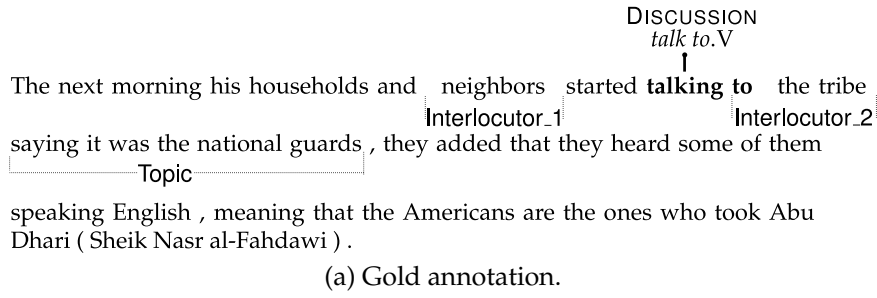 DISCUSSION
talk to.V
The next morning his households and neighbors started talking to the tribe
Interlocutor_1 Interlocutor_2
saying it was the national guards , they added that they heard some of them
Topic
speaking English , meaning that the Americans are the ones who took Abu
Dhari ( Sheik Nasr al-Fahdawi ) .
(a) Gold annotation.